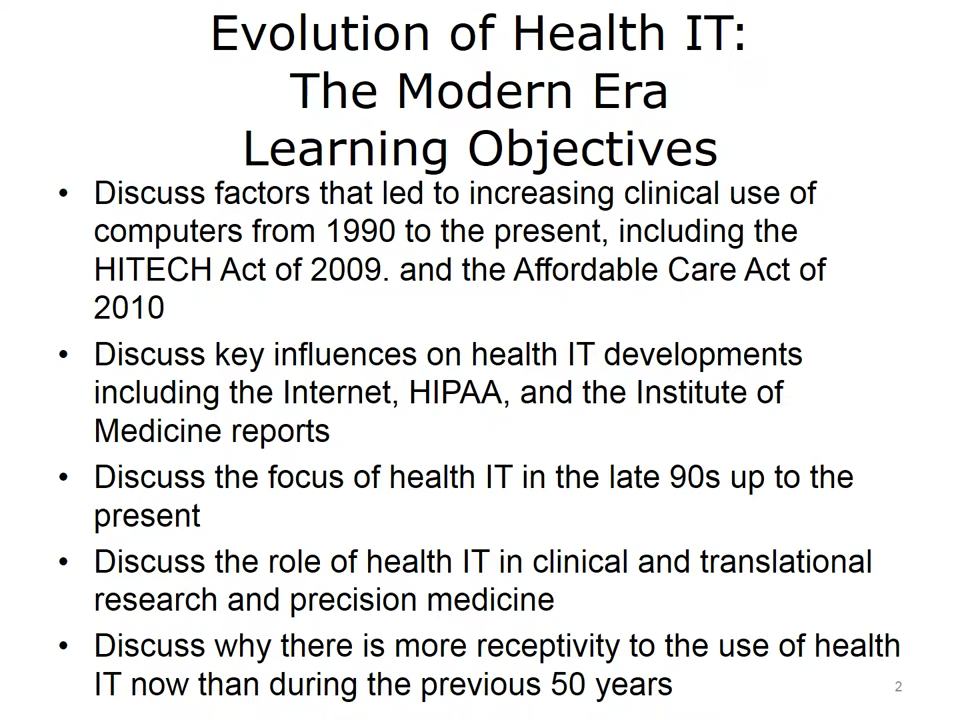 Evolution of Health IT:
The Modern Era
Learning Objectives
• Discuss factors that led to increasing clinical use of
computers from 1990 to the present, including the
HITECH Act of 2009. and the Affordable Care Act of
2010
• Discuss key influences on health IT developments
including the Internet, HIPAA, and the Institute of
Medicine reports
• Discuss the focus of health IT in the late 90s up to the
present
• Discuss the role of health IT in clinical and translational
research and precision medicine
• Discuss why there is more receptivity to the use of health
IT now than during the previous 50 years
2